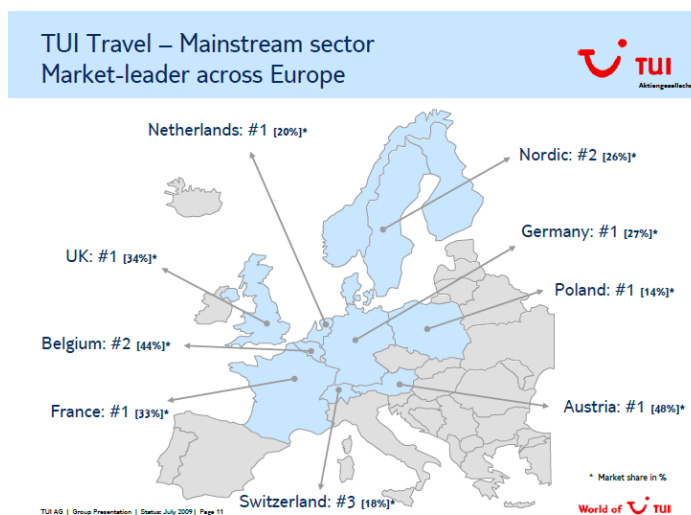 TUI Travel – Mainstream sector
Market-leader across Europe
TUI
Aktiengesellscha
Netherlands: #1 [20%]*
Nordic: #2 [26%]*
Germany: #1 [27%]*
UK: #1 [34%]*
Poland: #1 [14%]*
Belgium: #2 [44%]*
France: #1 [33%]*
Austria: #1 [48%]*
* Market share in %
Switzerland: #3 [18%]*
TUI AG | Group Presentation | Status: July 2009 | Page 11
World of TUI